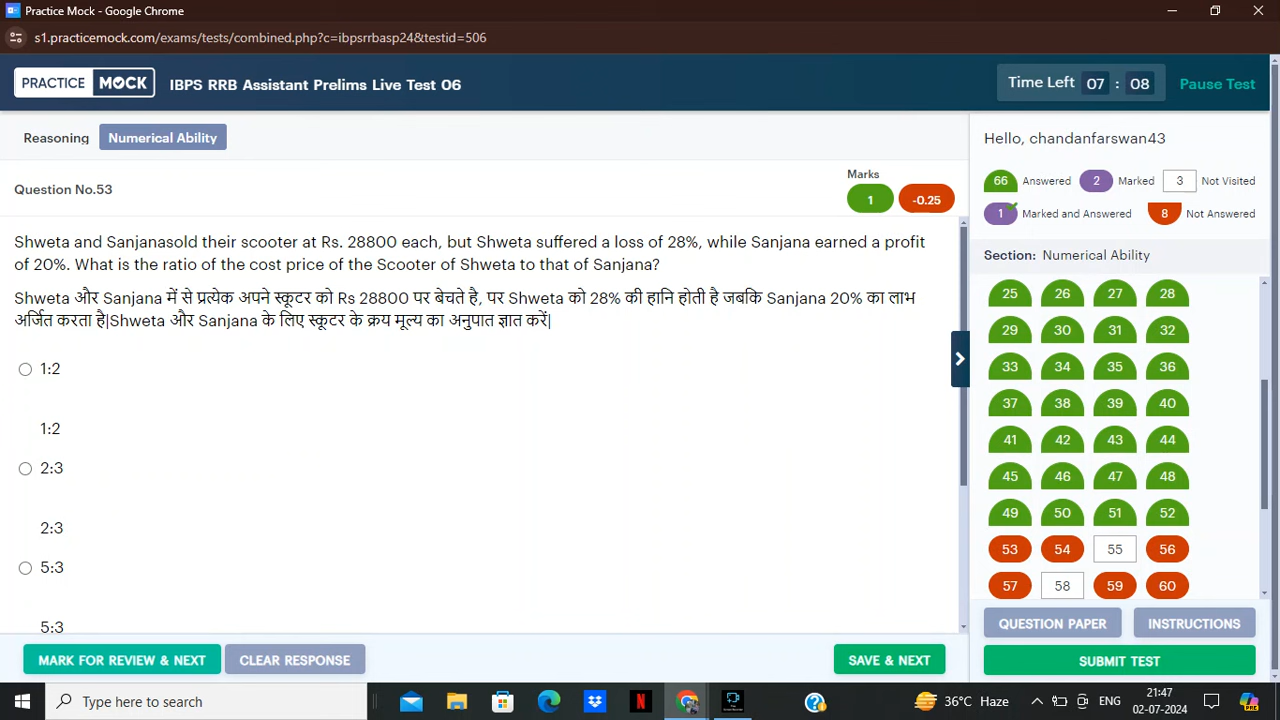 Practice Mock - Google Chrome
s1.practicemock.com/exams/tests/combined.php?c=ibpsrrbasp24&testid=506
PRACTICE MOCK IBPS RRB Assistant Prelims Live Test 06 Time Left 07 : 08 Pause Test
Reasoning Numerical Ability
Hello, chandanfarswan43
Question No.53
Marks
1 -0.25
66 Answered 2 Marked 3 Not Visited
1 Marked and Answered 8 Not Answered
Shweta and Sanjanasold their scooter at Rs. 28800 each, but Shweta suffered a loss of 28%, while Sanjana earned a profit
of 20%. What is the ratio of the cost price of the Scooter of Shweta to that of Sanjana?
Shweta और Sanjana में से प्रत्येक अपने स्कूटर को Rs 28800 पर बेचते है, पर Shweta को 28% की हानि होती है जबकि Sanjana 20% का लाभ
अर्जित करता है|Shweta और Sanjana के लिए स्कूटर के क्रय मूल्य का अनुपात ज्ञात करें|
1:2
1:2
2:3
2:3
5:3
5:3
Section: Numerical Ability
25 26 27 28
29 30 31 32
33 34 35 36
37 38 39 40
41 42 43 44
45 46 47 48
49 50 51 52
53 54 55 56
57 58 59 60
QUESTION PAPER INSTRUCTIONS
MARK FOR REVIEW & NEXT CLEAR RESPONSE SAVE & NEXT SUBMIT TEST
Type here to search
36°C Haze ENG 21:47
02-07-2024